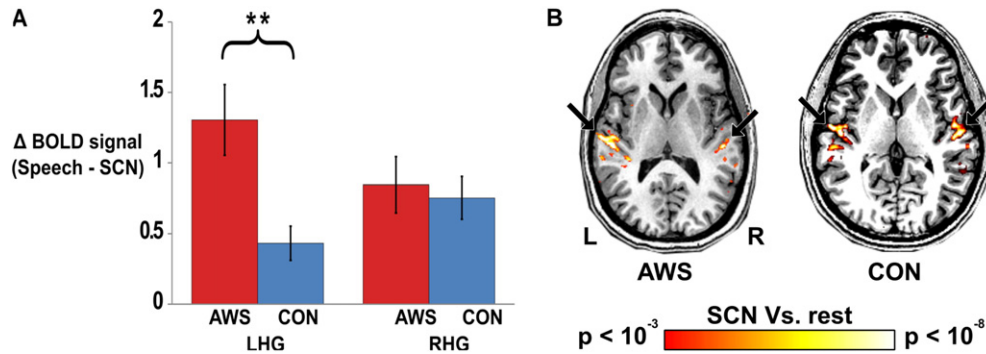 A
2
**
1.5
Δ BOLD signal
(Speech - SCN)
1
0.5
0
AWS CON AWS CON
LHG RHG
B
L R
AWS CON
SCN Vs. rest
p < 10-3 p < 10-8